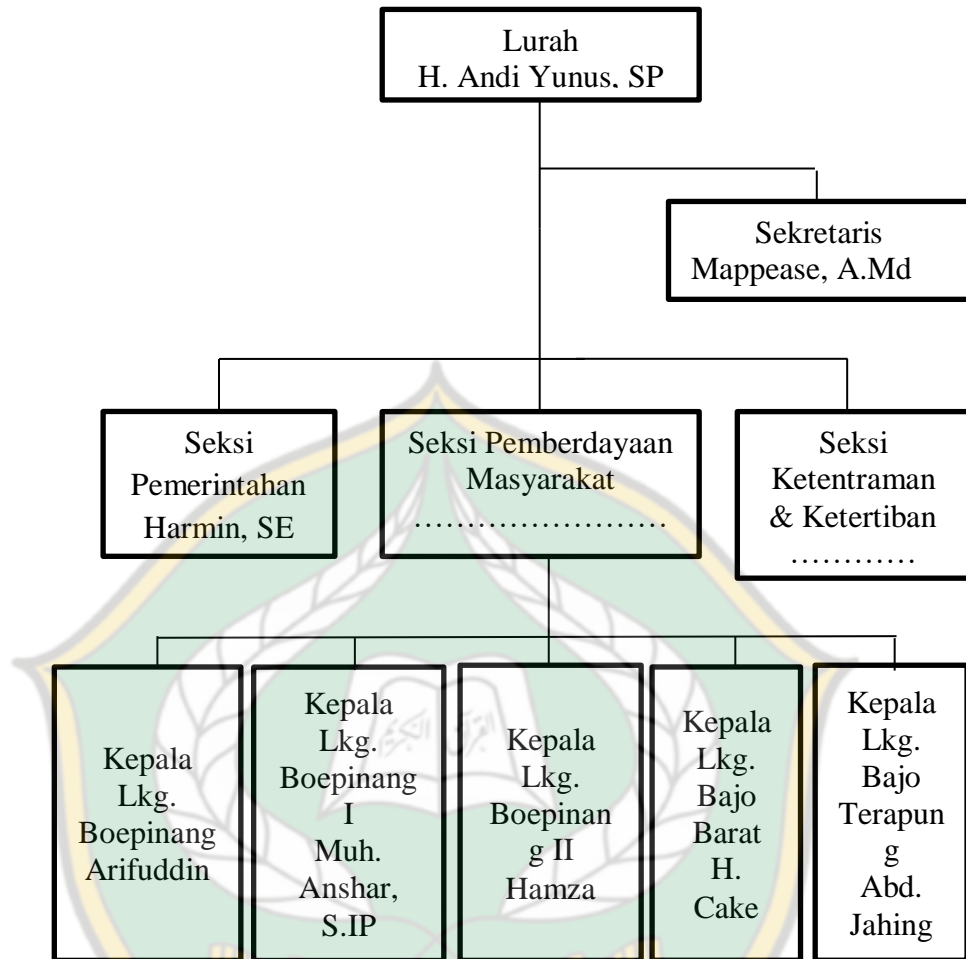 Lurah
H. Andi Yunus, SP
Sekretaris
Mappease, A.Md
Seksi
Pemerintahan
Harmin, SE
Seksi Pemberdayaan
Masyarakat
……………………
Seksi
Ketentraman
& Ketertiban
…………
Kepala
Lkg.
Boepinang
Arifuddin
Kepala
Lkg.
Boepinang
I
Muh.
Anshar,
S.IP
Kepala
Lkg.
Boepinan
g II
Hamza
Kepala
Lkg.
Bajo
Barat
H.
Cake
Kepala
Lkg.
Bajo
Terapun
g
Abd.
Jahing